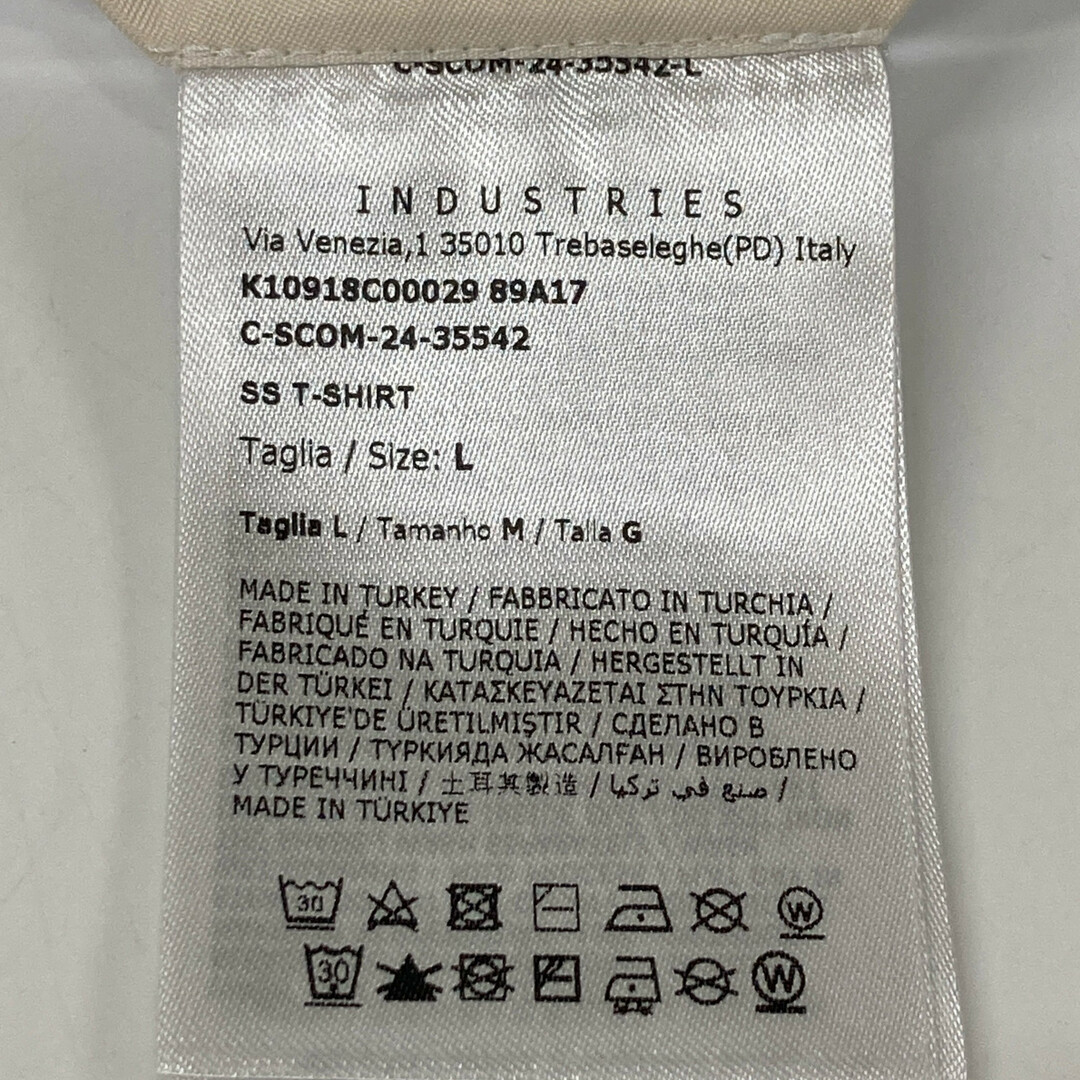 C-SCOM-24-35542-L
INDUSTRIES
Via Venezia,1 35010 Trebaseleghe(PD) Italy
K10918C00029 89A17
C-SCOM-24-35542
SS T-SHIRT
Taglia / Size: L
Taglia L / Tamanho M / Talla G
MADE IN TURKEY / FABBRICATO IN TURCHIA /
FABRIQUÉ EN TURQUIE / HECHO EN TURQUÍA /
FABRICADO NA TURQUIA / HERGESTELLT IN
DER TÜRKEI / ΚΑΤΑΣΚΕΥΑΖΕΤΑΙ ΣΤΗΝ ΤΟΥΡΚΙΑ /
TÜRKIYE'DE ÜRETILMIŞTIR / СДЕЛАНО В
ТУРЦИИ / ТҮРКИЯДА ЖАСАЛҒАН / ВИРОБЛЕНО
У ТУРЕЧЧИНІ / 土耳其製造 / صنع في تركيا /
MADE IN TÜRKIYE
30 W
30 W